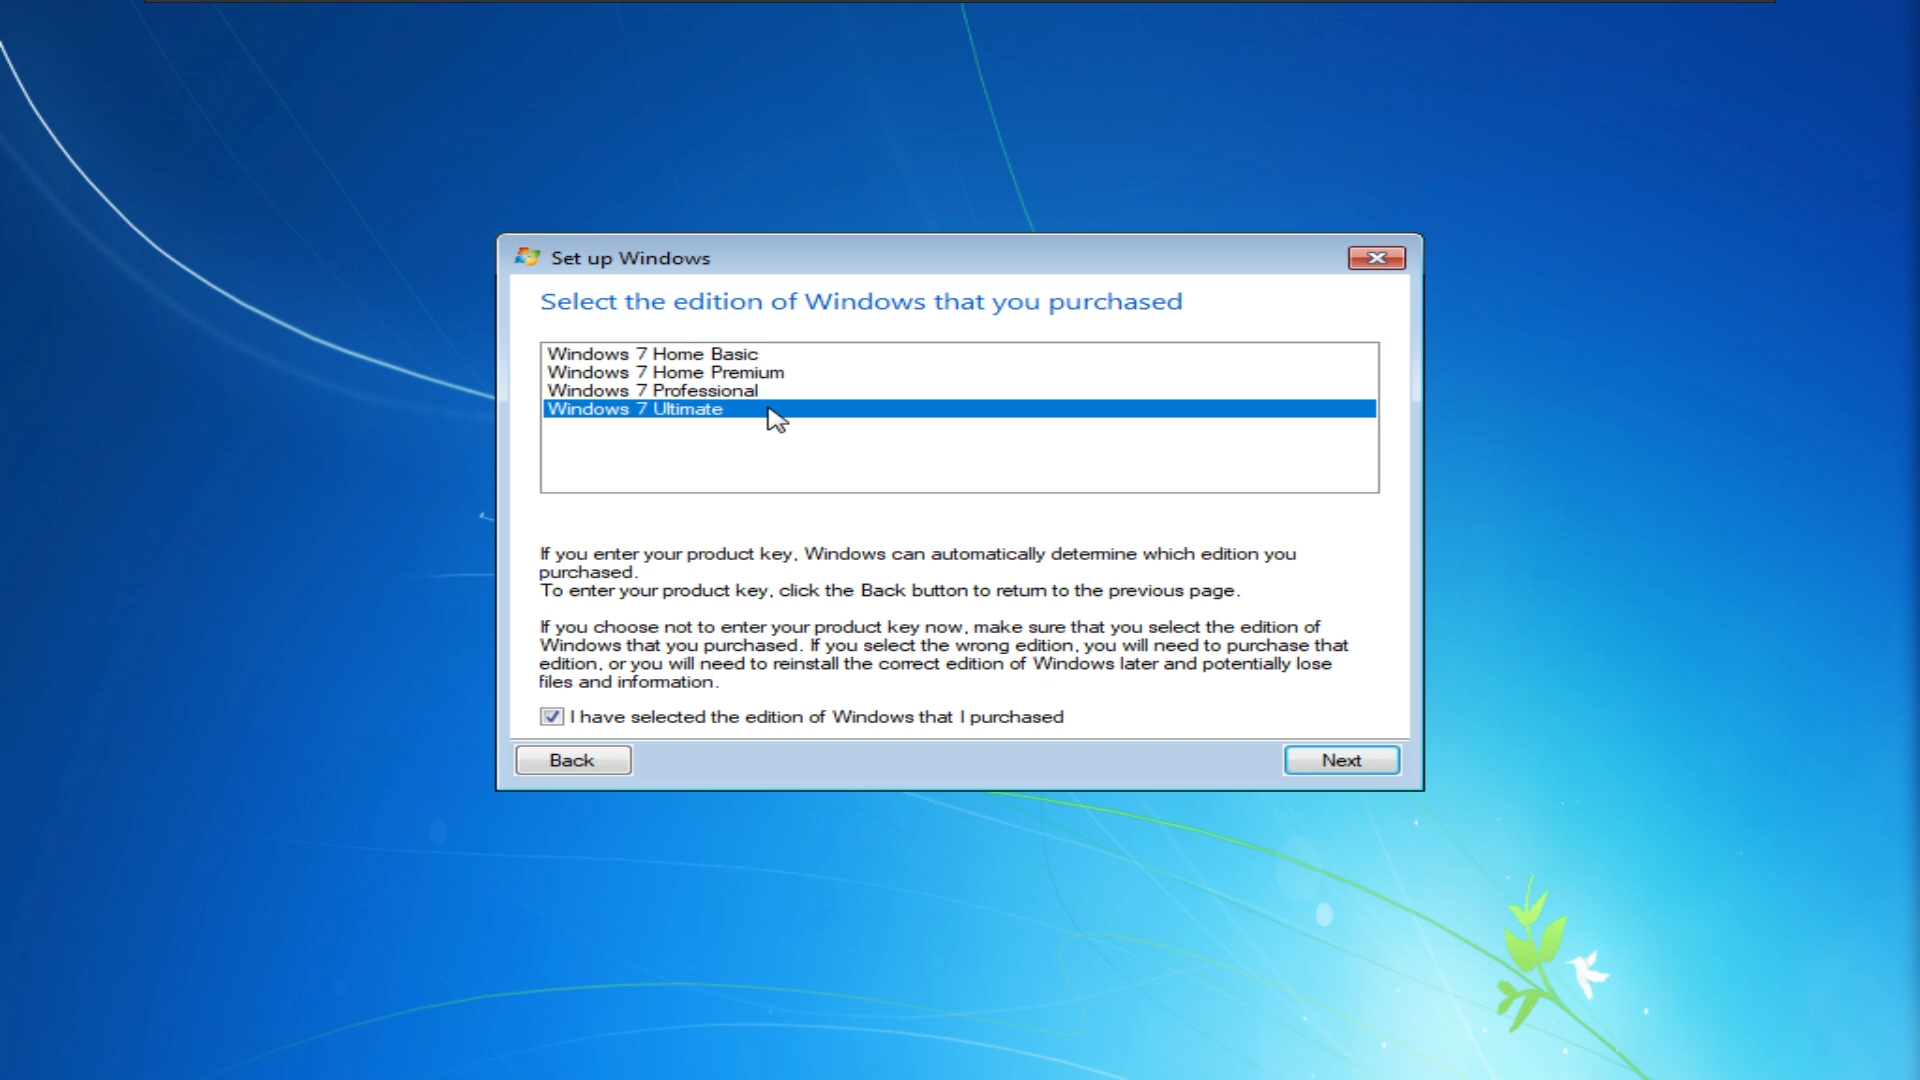 Set up Windows
Select the edition of Windows that you purchased
Windows 7 Home Basic
Windows 7 Home Premium
Windows 7 Professional
Windows 7 Ultimate
If you enter your product key, Windows can automatically determine which edition you
purchased.
To enter your product key, click the Back button to return to the previous page.
If you choose not to enter your product key now, make sure that you select the edition of
Windows that you purchased. If you select the wrong edition, you will need to purchase that
edition, or you will need to reinstall the correct edition of Windows later and potentially lose
files and information.
I have selected the edition of Windows that I purchased
Back
Next